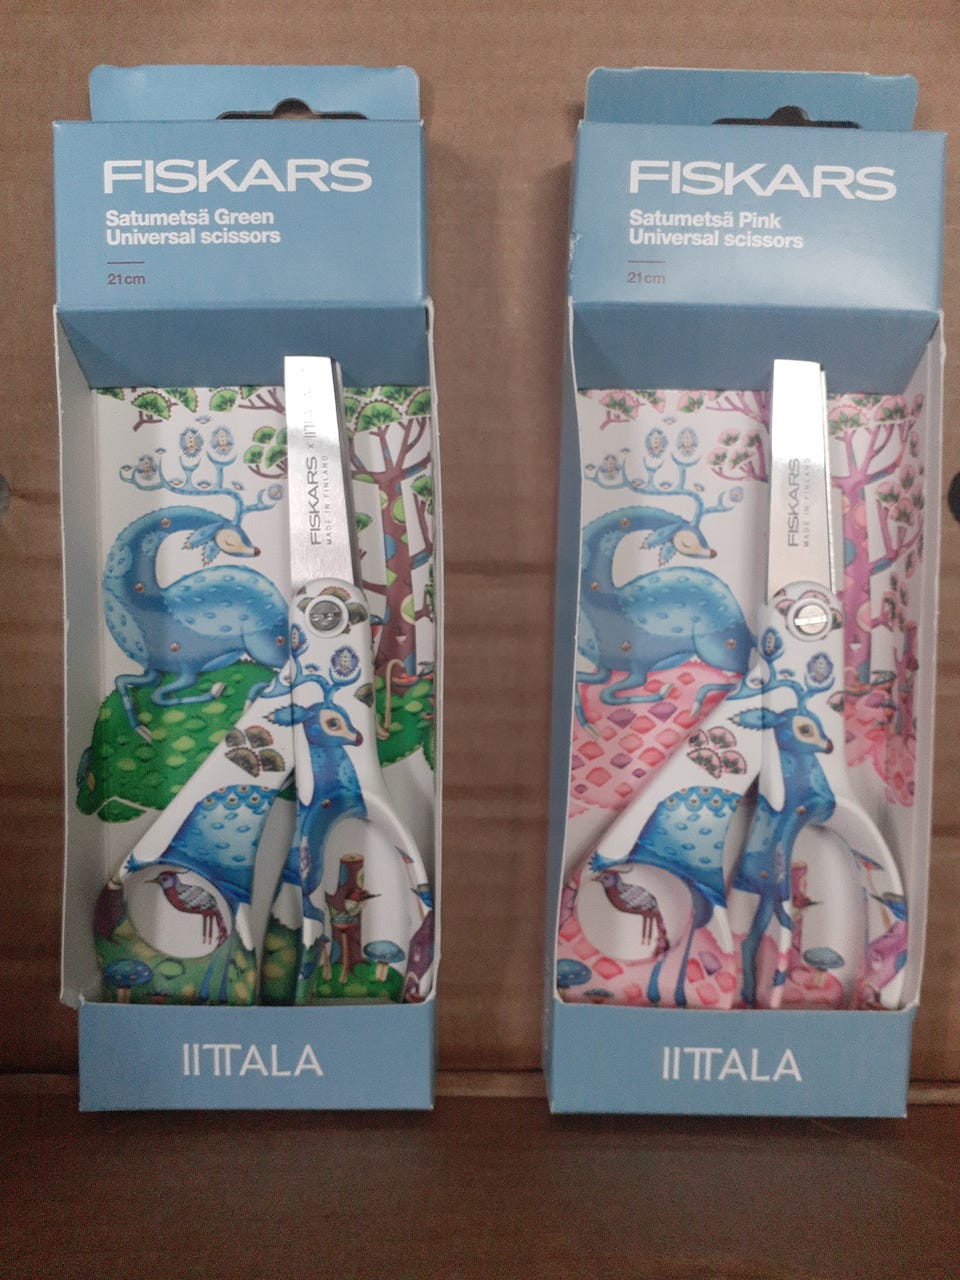 FISKARS
Satumetsä Green
Universal scissors
21cm
FISKARS x
MADE IN FINLAND
IITTALA
FISKARS
Satumetsä Pink
Universal scissors
21cm
FISKARS
MADE IN FINLAND
IITTALA